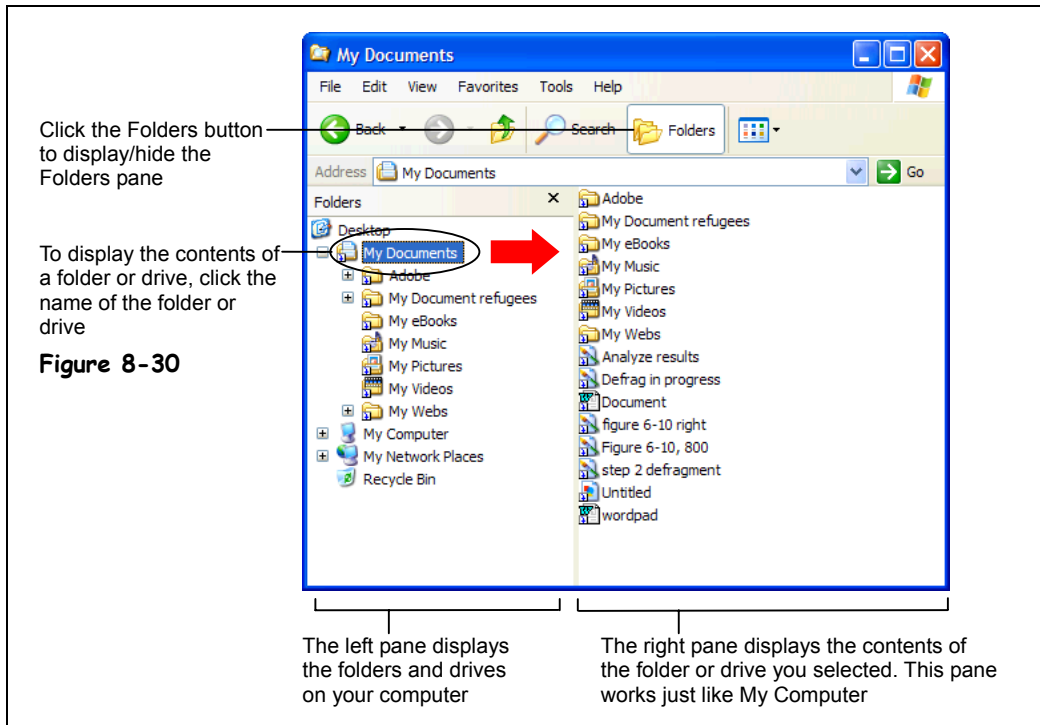 My Documents
File Edit View Favorites Tools Help
Back Search Folders
Address My Documents Go
Folders
Desktop
My Documents
Adobe
My Document refugees
My eBooks
My Music
My Pictures
My Videos
My Webs
My Computer
My Network Places
Recycle Bin
Adobe
My Document refugees
My eBooks
My Music
My Pictures
My Videos
My Webs
Analyze results
Defrag in progress
Document
figure 6-10 right
Figure 6-10, 800
step 2 defragment
Untitled
wordpad
Click the Folders button
to display/hide the
Folders pane
To display the contents of
a folder or drive, click the
name of the folder or
drive
Figure 8-30
The left pane displays
the folders and drives
on your computer
The right pane displays the contents of
the folder or drive you selected. This pane
works just like My Computer